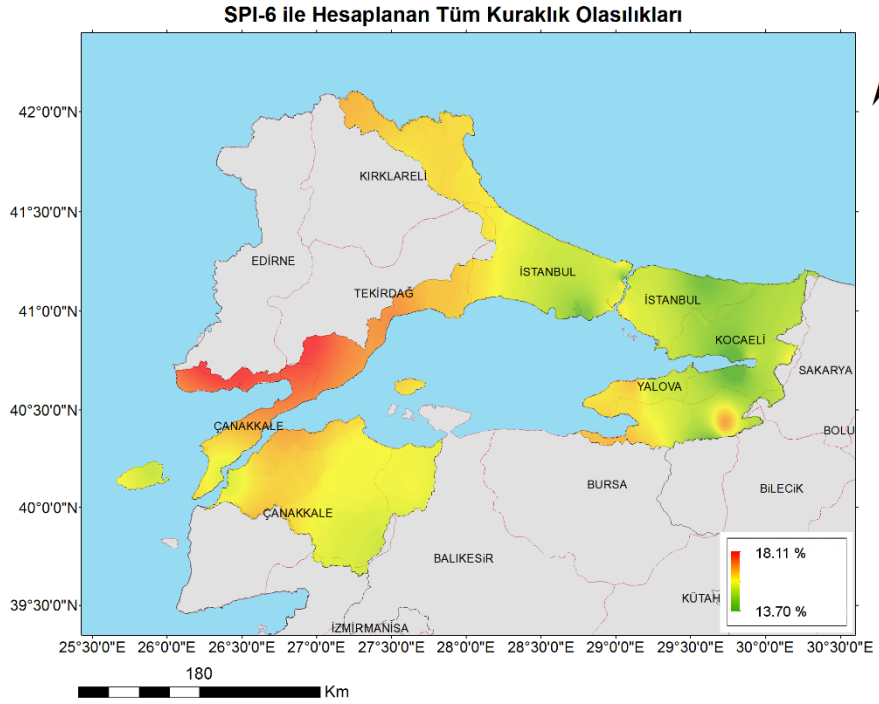 SPI-6 ile Hesaplanan Tüm Kuraklık Olasılıkları
42°0'0"N
KIRKLARELİ
41°30'0"N
EDİRNE
İSTANBUL
TEKİRDAĞ
İSTANBUL
41°0'0"N
KOCAELİ
SAKARYA
YALOVA
40°30'0"N
ÇANAKKALE
BOLU
40°0'0"N
BURSA
BİLECİK
ÇANAKKALE
18.11 %
BALIKESİR
13.70 %
39°30'0"N
KÜTAH
İZMİRMANİSA
25°30'0"E 26°0'0"E 26°30'0"E 27°0'0"E 27°30'0"E 28°0'0"E 28°30'0"E 29°0'0"E 29°30'0"E 30°0'0"E 30°30'0"E
180
Km